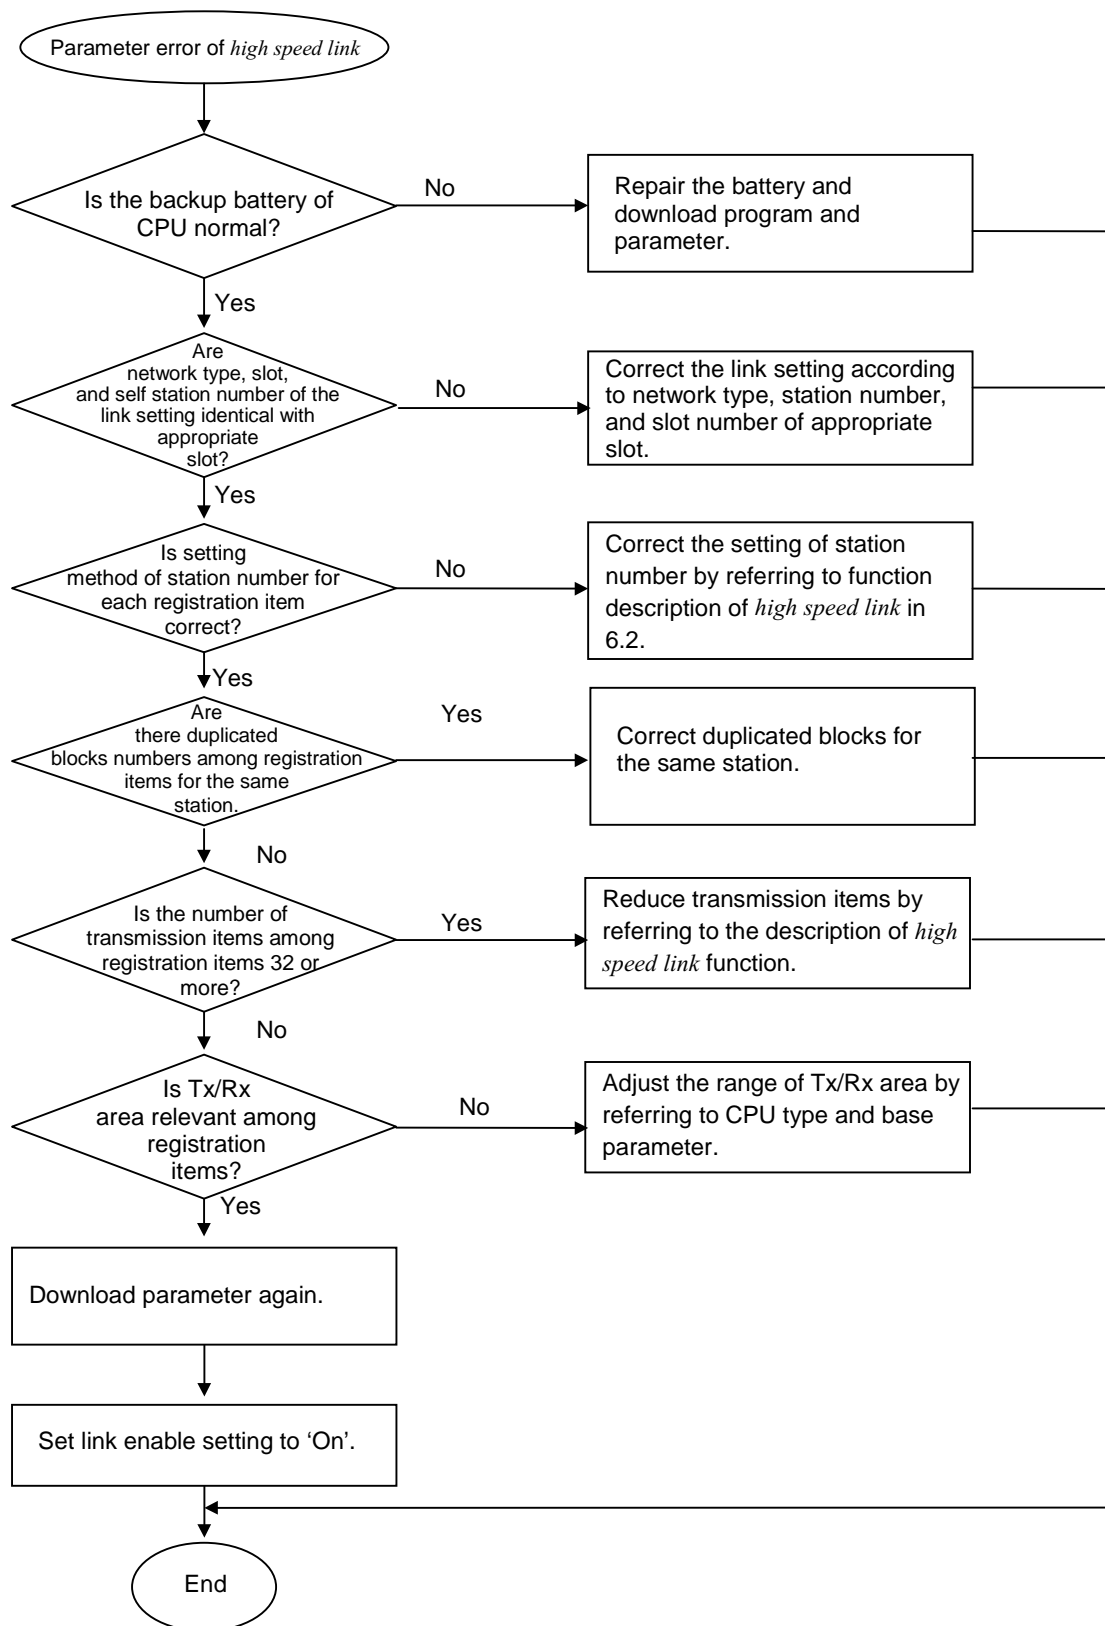 Parameter error of high speed link
Is the backup battery of
CPU normal?
No
Repair the battery and
download program and
parameter.
Yes
Are
network type, slot,
and self station number of the
link setting identical with
appropriate
slot?
No
Correct the link setting according
to network type, station number,
and slot number of appropriate
slot.
Yes
Is setting
method of station number for
each registration item
correct?
No
Correct the setting of station
number by referring to function
description of high speed link in
6.2.
Yes
Are
there duplicated
blocks numbers among registration
items for the same
station.
Yes
Correct duplicated blocks for
the same station.
No
Is the number of
transmission items among
registration items 32 or
more?
Yes
Reduce transmission items by
referring to the description of high
speed link function.
No
Is Tx/Rx
area relevant among
registration
items?
No
Adjust the range of Tx/Rx area by
referring to CPU type and base
parameter.
Yes
Download parameter again.
Set link enable setting to ‘On’.
End